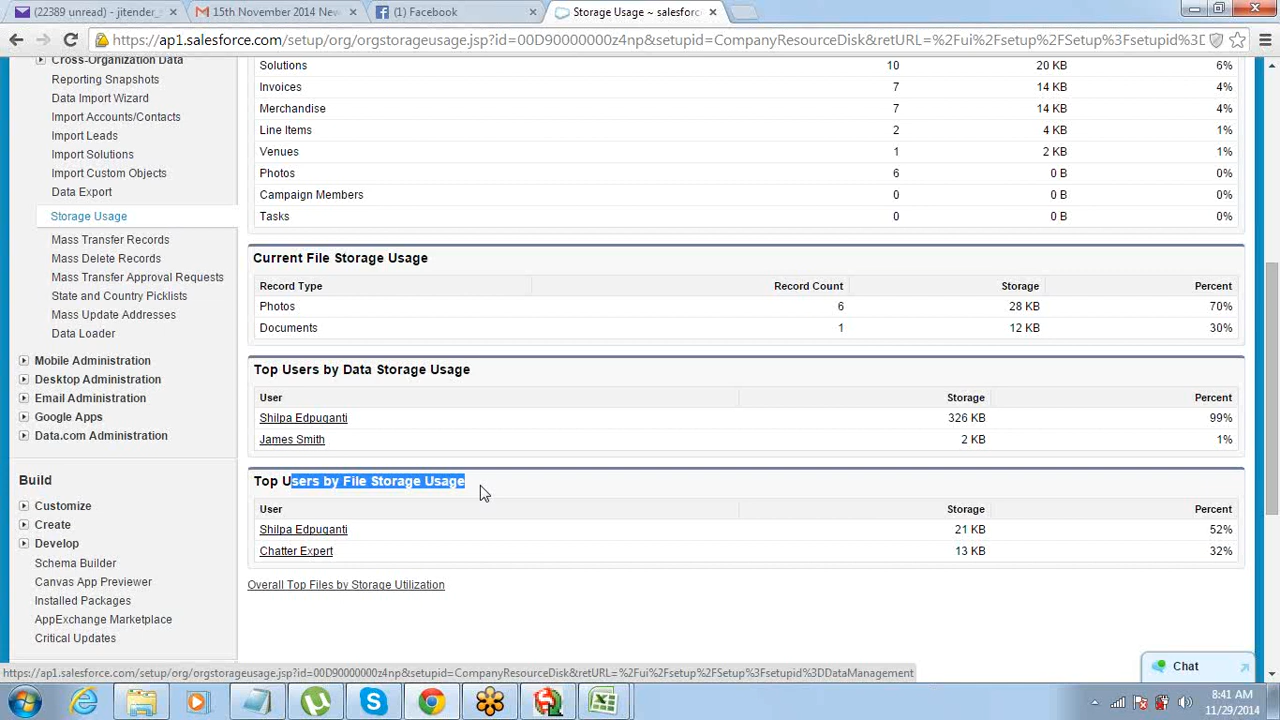 (22389 unread) - jitender_s
15th November 2014 New
(1) Facebook
Storage Usage ~ salesforc
https://ap1.salesforce.com/setup/org/orgstorageusage.jsp?id=00D90000000z4np&setupid=CompanyResourceDisk&retURL=%2Fui%2Fsetup%2FSetup%3Fsetupid%3D
Cross-Organization Data
Reporting Snapshots
Data Import Wizard
Import Accounts/Contacts
Import Leads
Import Solutions
Import Custom Objects
Data Export
Storage Usage
Mass Transfer Records
Mass Delete Records
Mass Transfer Approval Requests
State and Country Picklists
Mass Update Addresses
Data Loader
Mobile Administration
Desktop Administration
Email Administration
Google Apps
Data.com Administration
Build
Customize
Create
Develop
Schema Builder
Canvas App Previewer
Installed Packages
AppExchange Marketplace
Critical Updates
Solutions 10 20 KB 6%
Invoices 7 14 KB 4%
Merchandise 7 14 KB 4%
Line Items 2 4 KB 1%
Venues 1 2 KB 1%
Photos 6 0 B 0%
Campaign Members 0 0 B 0%
Tasks 0 0 B 0%
Current File Storage Usage
Record Type Record Count Storage Percent
Photos 6 28 KB 70%
Documents 1 12 KB 30%
Top Users by Data Storage Usage
User Storage Percent
Shilpa Edpuganti 326 KB 99%
James Smith 2 KB 1%
Top Users by File Storage Usage
User Storage Percent
Shilpa Edpuganti 21 KB 52%
Chatter Expert 13 KB 32%
Overall Top Files by Storage Utilization
https://ap1.salesforce.com/setup/org/orgstorageusage.jsp?id=00D90000000z4np&setupid=CompanyResourceDisk&retURL=%2Fui%2Fsetup%2FSetup%3Fsetupid%3DDataManagement
Chat
8:41 AM
11/29/2014